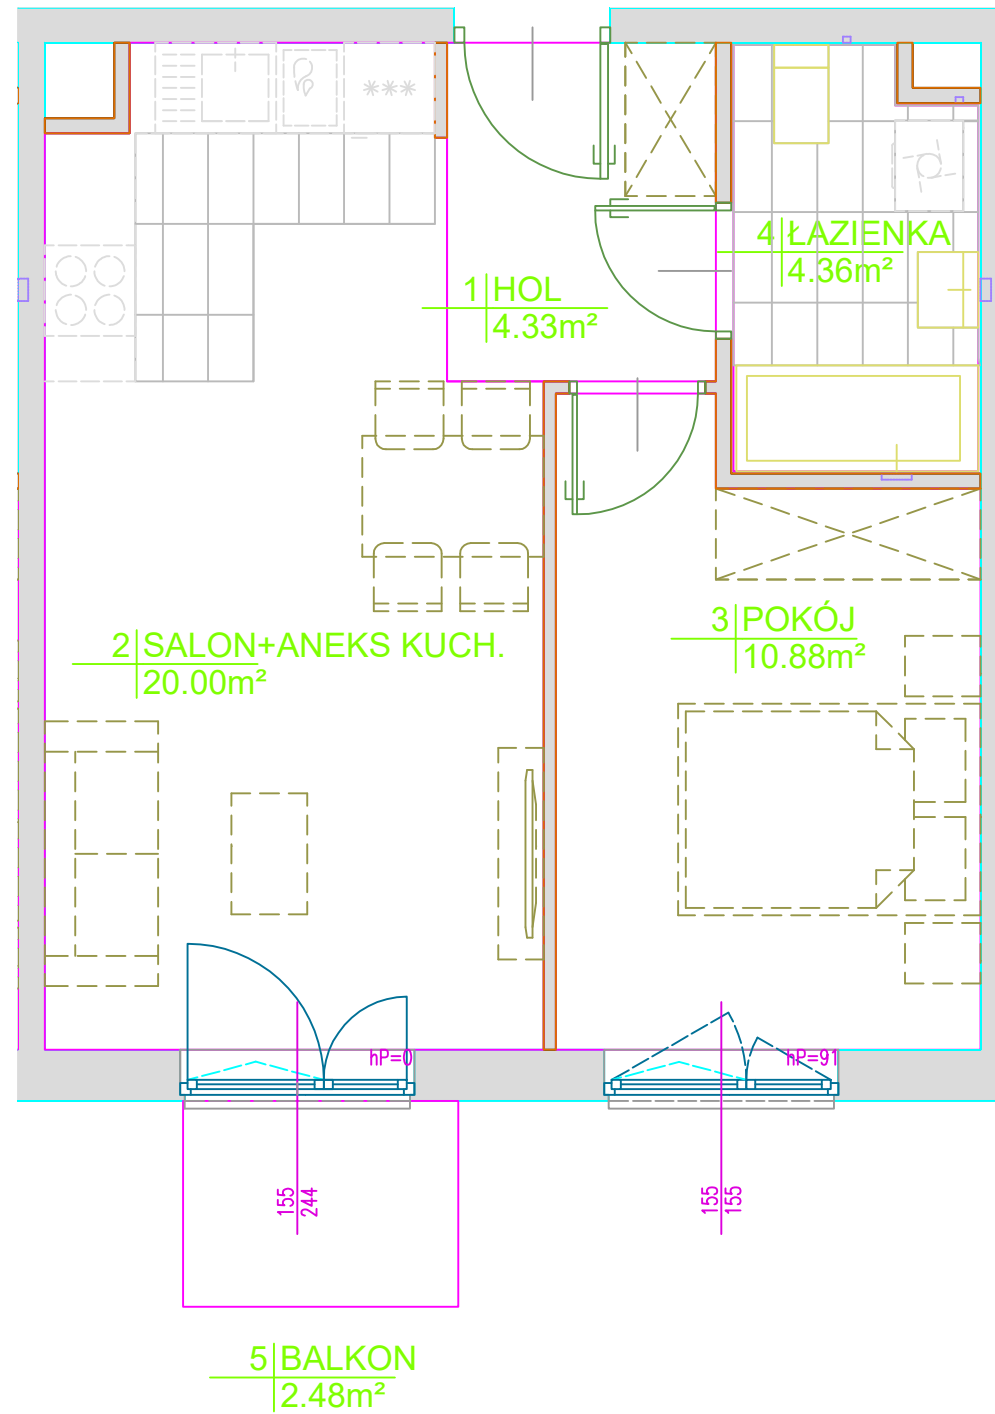 4 ŁAZIENKA
4.36m²
1 HOL
4.33m²
3 POKÓJ
10.88m²
2 SALON+ANEKS KUCH.
20.00m²
hP=0
hP=91
155
244
155
155
5 BALKON
2.48m²